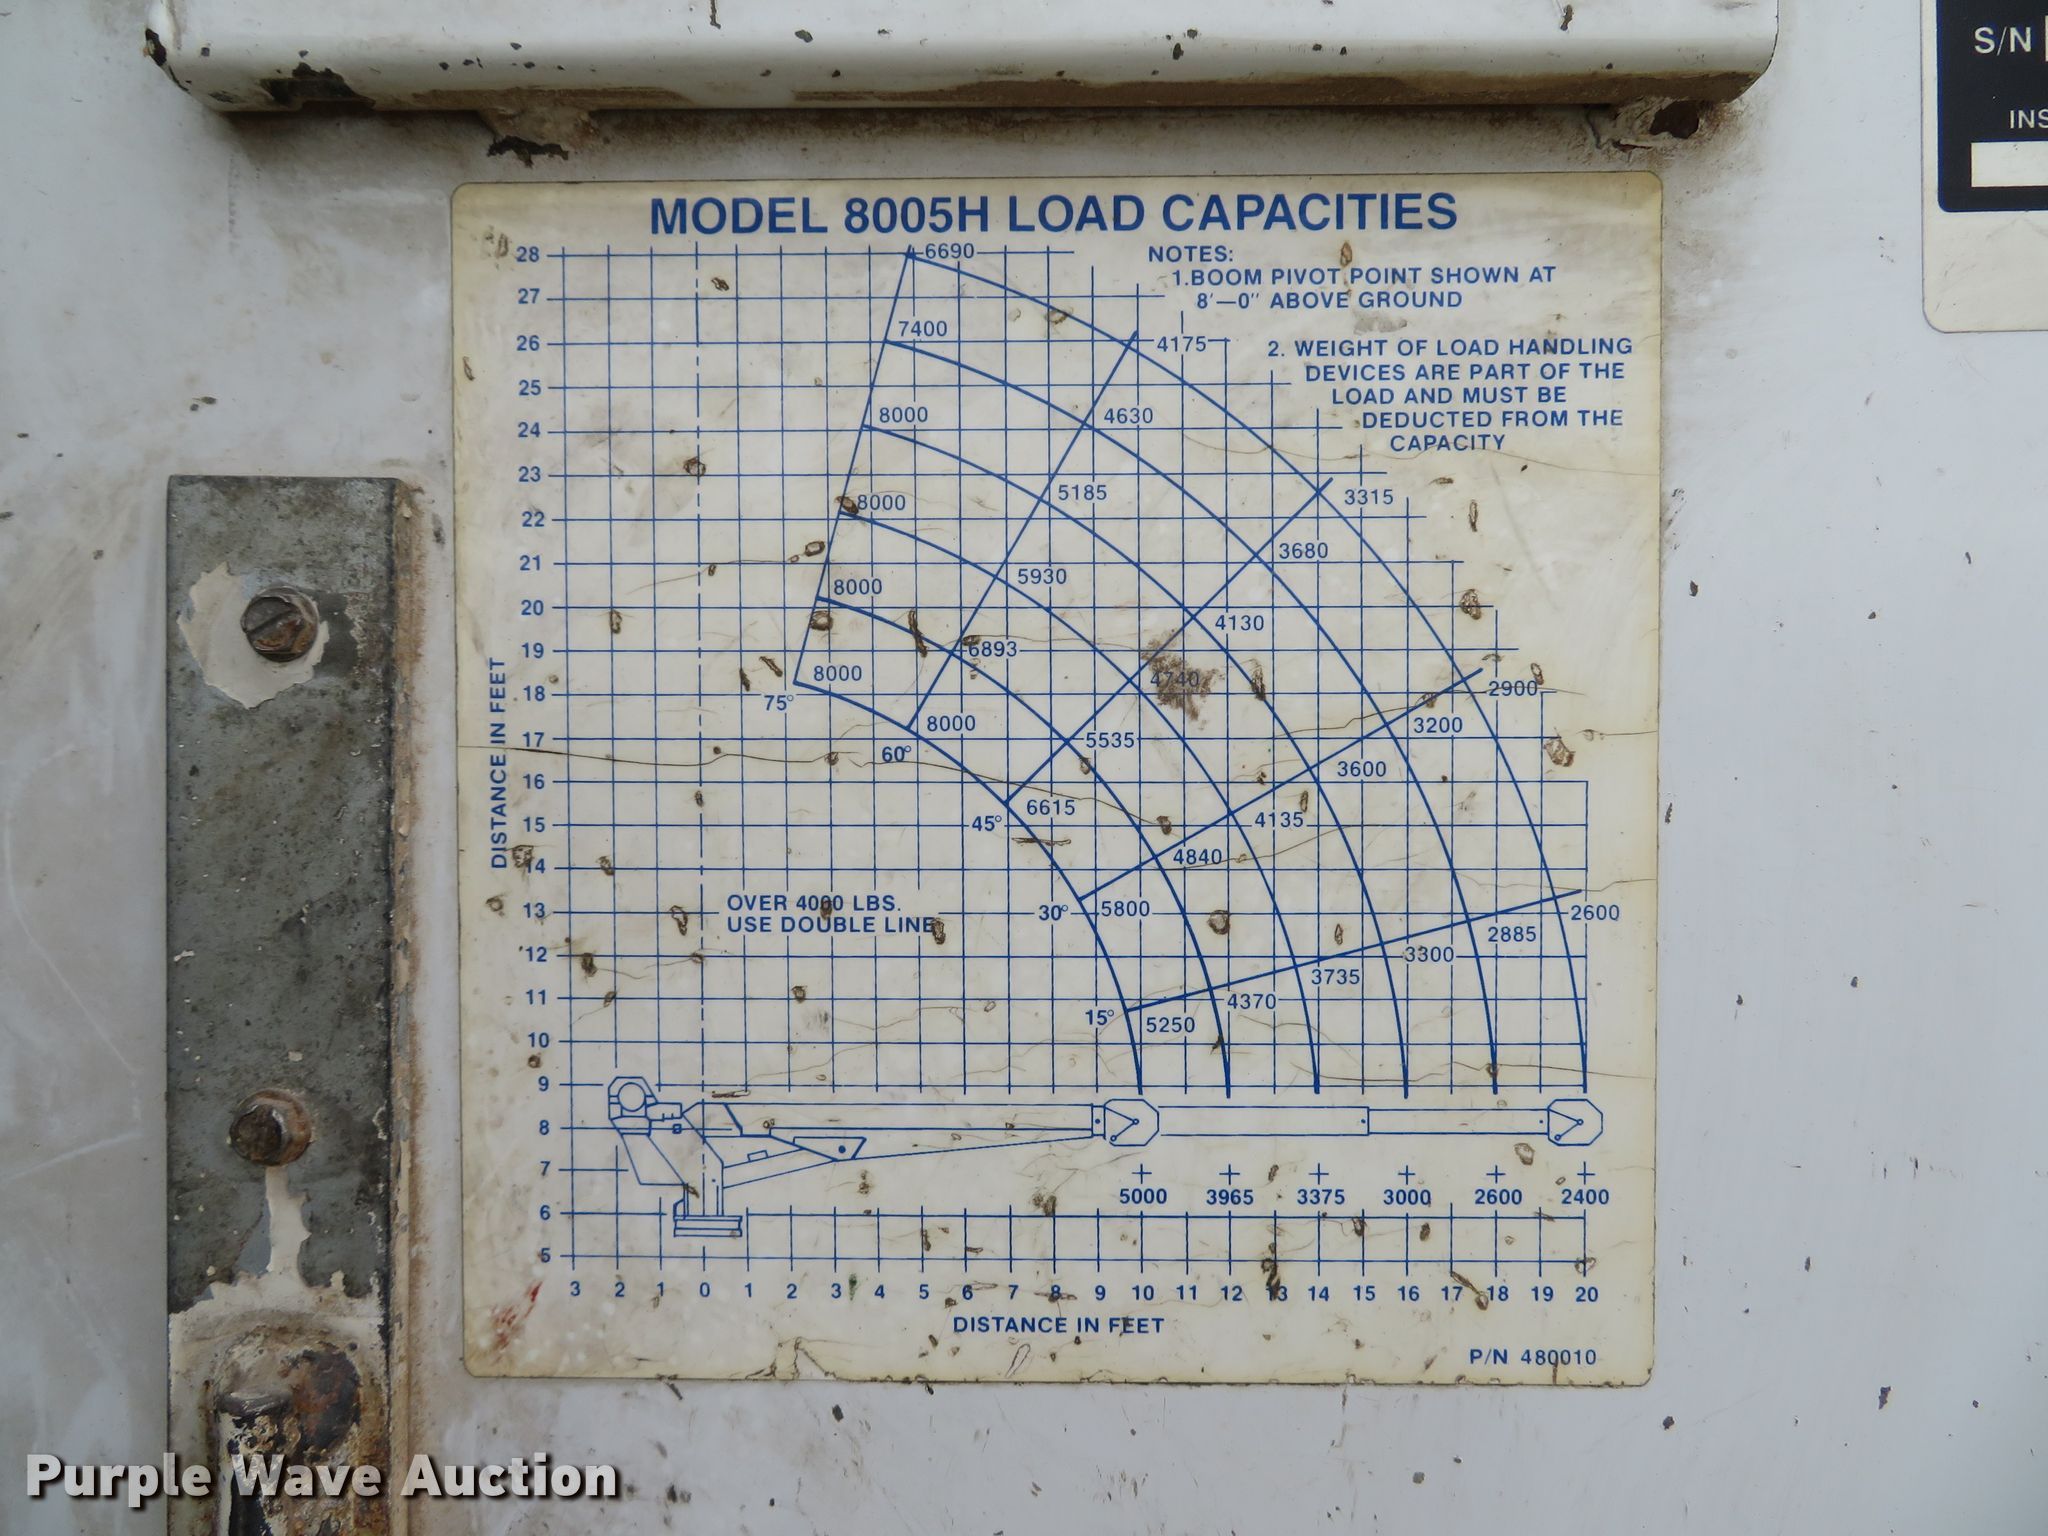 S/N
INS
MODEL 8005H LOAD CAPACITIES
NOTES:
1.BOOM PIVOT POINT SHOWN AT
8'—0" ABOVE GROUND
2. WEIGHT OF LOAD HANDLING
DEVICES ARE PART OF THE
LOAD AND MUST BE
DEDUCTED FROM THE
CAPACITY
28 6690
27
7400
26 4175
25
8000 4630
24
23
5185 3315
8000
22
3680
21
8000 5930
20
4130
19 6893
8000 4740 2900
18
75°
8000 3200
17 5535
60°
3600
16
6615 4135
15 45°
4840
14
OVER 4000 LBS.
USE DOUBLE LINE
13 30° 5800 2600
2885
12 3300
3735
11 4370
15° 5250
10
9
8
7
5000 3965 3375 3000 2600 2400
6
5
DISTANCE IN FEET
3 2 1 0 1 2 3 4 5 6 7 8 9 10 11 12 13 14 15 16 17 18 19 20
DISTANCE IN FEET
P/N 480010
Purple Wave Auction